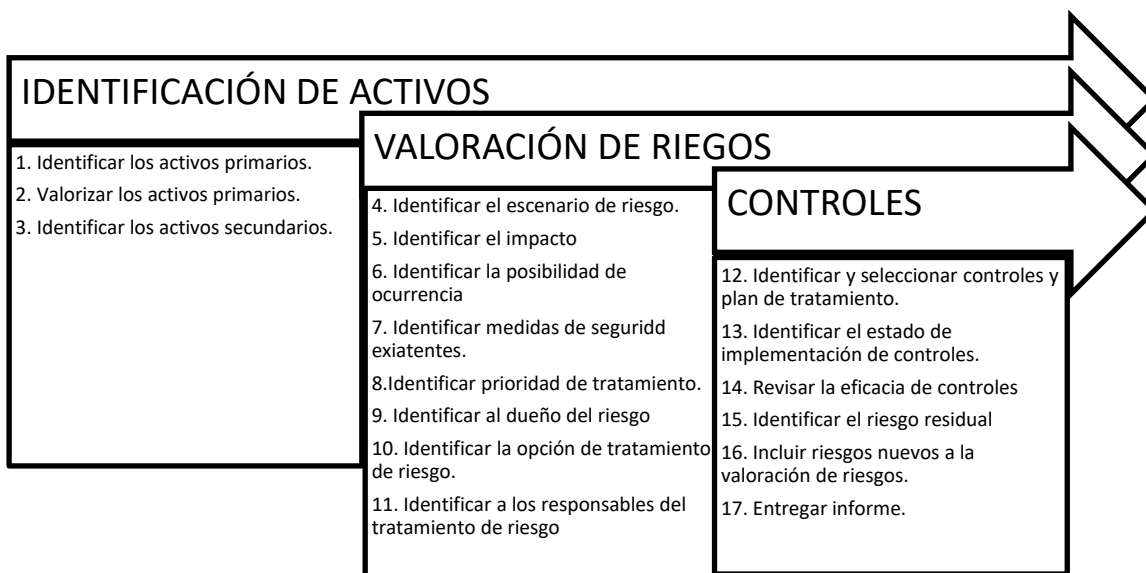 IDENTIFICACIÓN DE ACTIVOS
1. Identificar los activos primarios.
2. Valorizar los activos primarios.
3. Identificar los activos secundarios.
VALORACIÓN DE RIEGOS
4. Identificar el escenario de riesgo.
5. Identificar el impacto
6. Identificar la posibilidad de
ocurrencia
7. Identificar medidas de seguridd
exiatentes.
8.Identificar prioridad de tratamiento.
9. Identificar al dueño del riesgo
10. Identificar la opción de tratamiento
de riesgo.
11. Identificar a los responsables del
tratamiento de riesgo
CONTROLES
12. Identificar y seleccionar controles y
plan de tratamiento.
13. Identificar el estado de
implementación de controles.
14. Revisar la eficacia de controles
15. Identificar el riesgo residual
16. Incluir riesgos nuevos a la
valoración de riesgos.
17. Entregar informe.